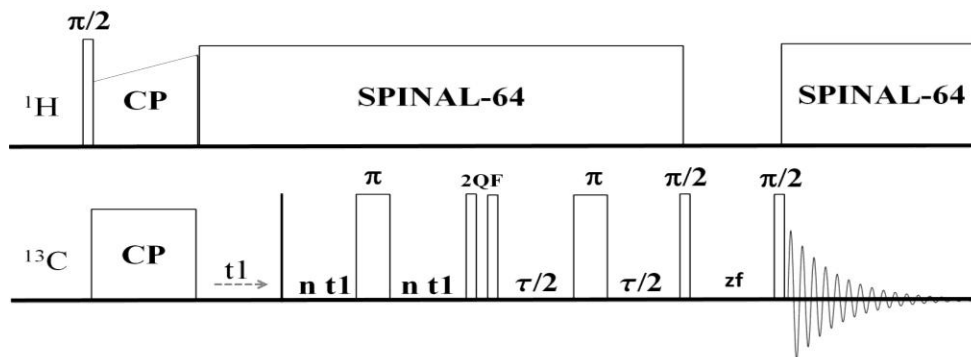 π/2
¹H
CP
SPINAL-64
SPINAL-64
π
2QF
π
π/2
π/2
¹³C
CP
t1
n t1
n t1
τ/2
τ/2
zf